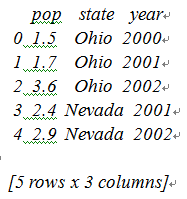 pop state year
0 1.5 Ohio 2000
1 1.7 Ohio 2001
2 3.6 Ohio 2002
3 2.4 Nevada 2001
4 2.9 Nevada 2002
[5 rows x 3 columns]